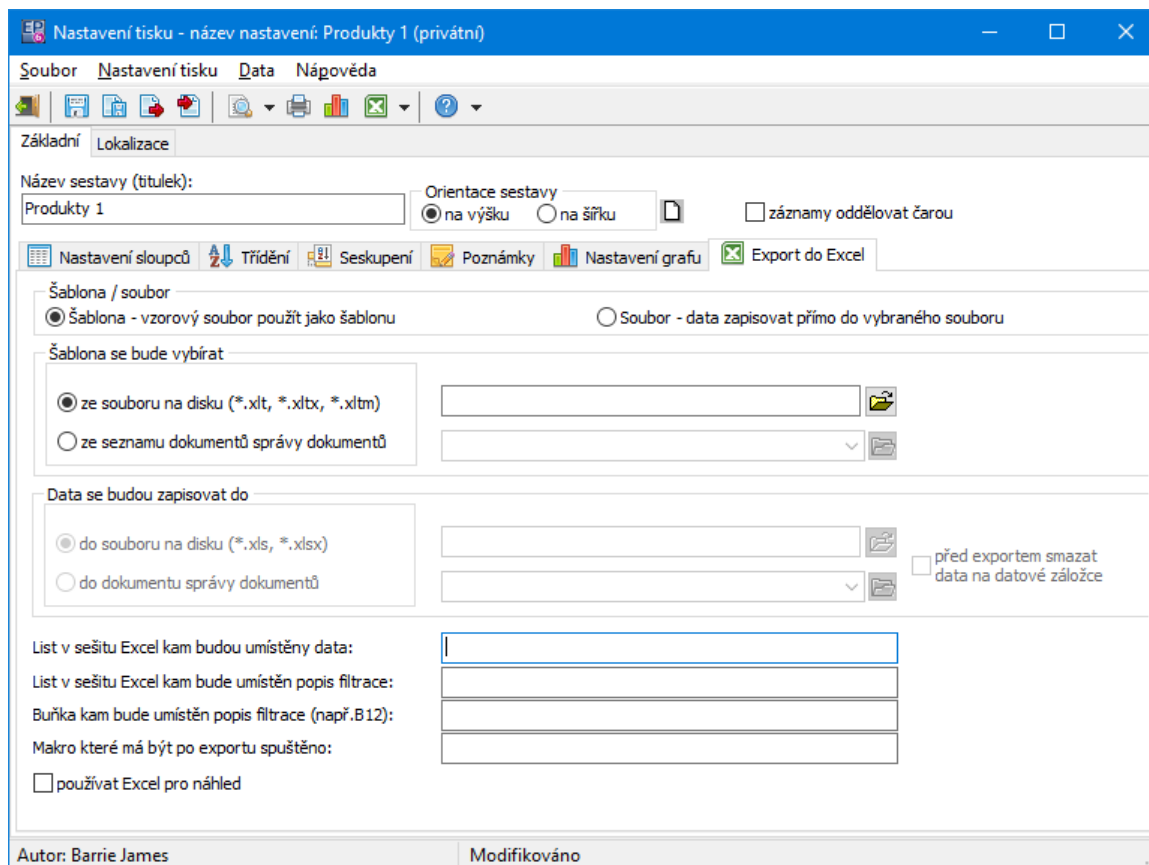 Nastavení tisku - název nastavení: Produkty 1 (privátní)
Soubor Nastavení tisku Data Nápověda
Základní Lokalizace
Název sestavy (titulek):
Produkty 1
Orientace sestavy
na výšku na šířku
záznamy oddělovat čarou
Nastavení sloupců Třídění Seskupení Poznámky Nastavení grafu Export do Excel
Šablona / soubor
Šablona - vzorový soubor použít jako šablonu Soubor - data zapisovat přímo do vybraného souboru
Šablona se bude vybírat
ze souboru na disku (*.xlt, *.xltx, *.xltm)
ze seznamu dokumentů správy dokumentů
Data se budou zapisovat do
do souboru na disku (*.xls, *.xlsx)
do dokumentu správy dokumentů
před exportem smazat
data na datové záložce
List v sešitu Excel kam budou umístěny data:
List v sešitu Excel kam bude umístěn popis filtrace:
Buňka kam bude umístěn popis filtrace (např.B12):
Makro které má být po exportu spuštěno:
používat Excel pro náhled
Autor: Barrie James Modifikováno